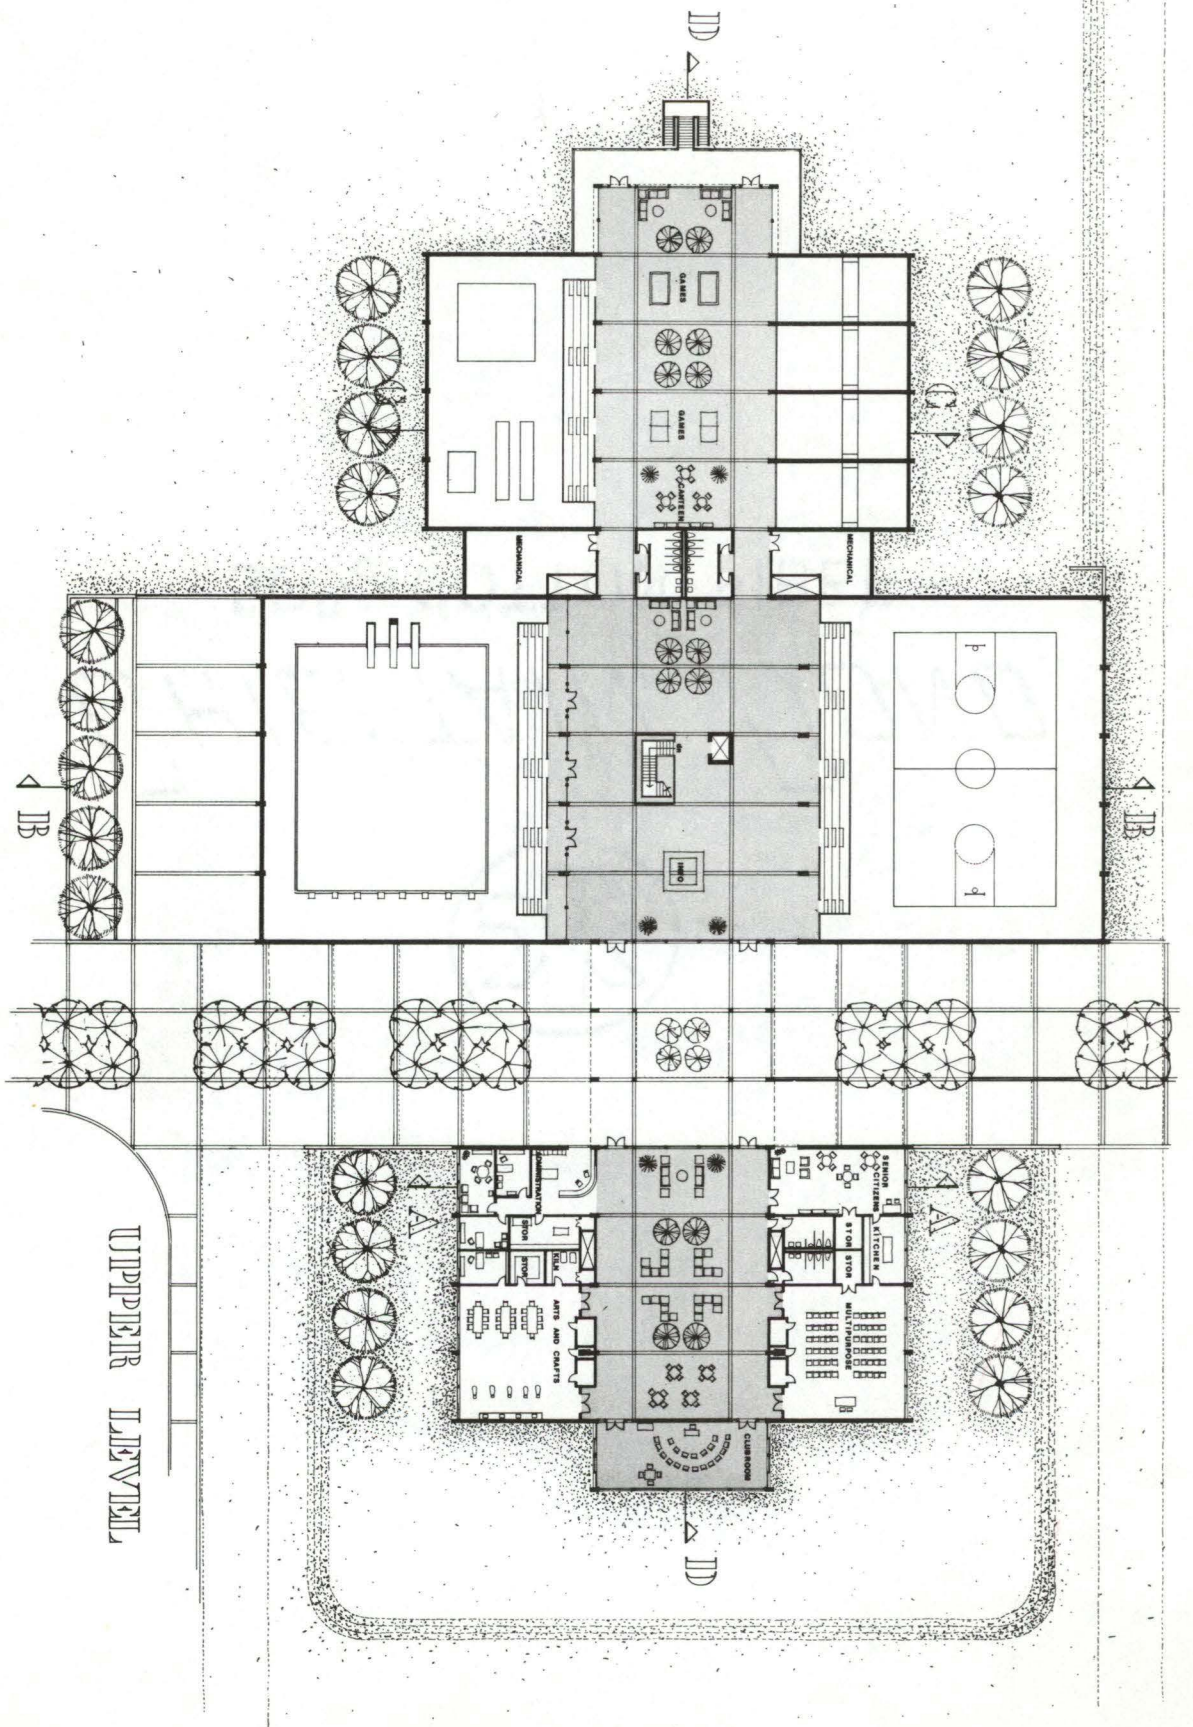 D
GAMES
C
C
GAMES
CANTEEN
MECHANICAL
MECHANICAL
dn
B
B
INFO
ADMINISTRATION
SENIOR
CITIZENS
A
A
STOR
STOR
KITCHEN
STOR
KILN
STOR
ARTS AND CRAFTS
MULTIPURPOSE
CLUBROOM
D
UPPER LEVEL